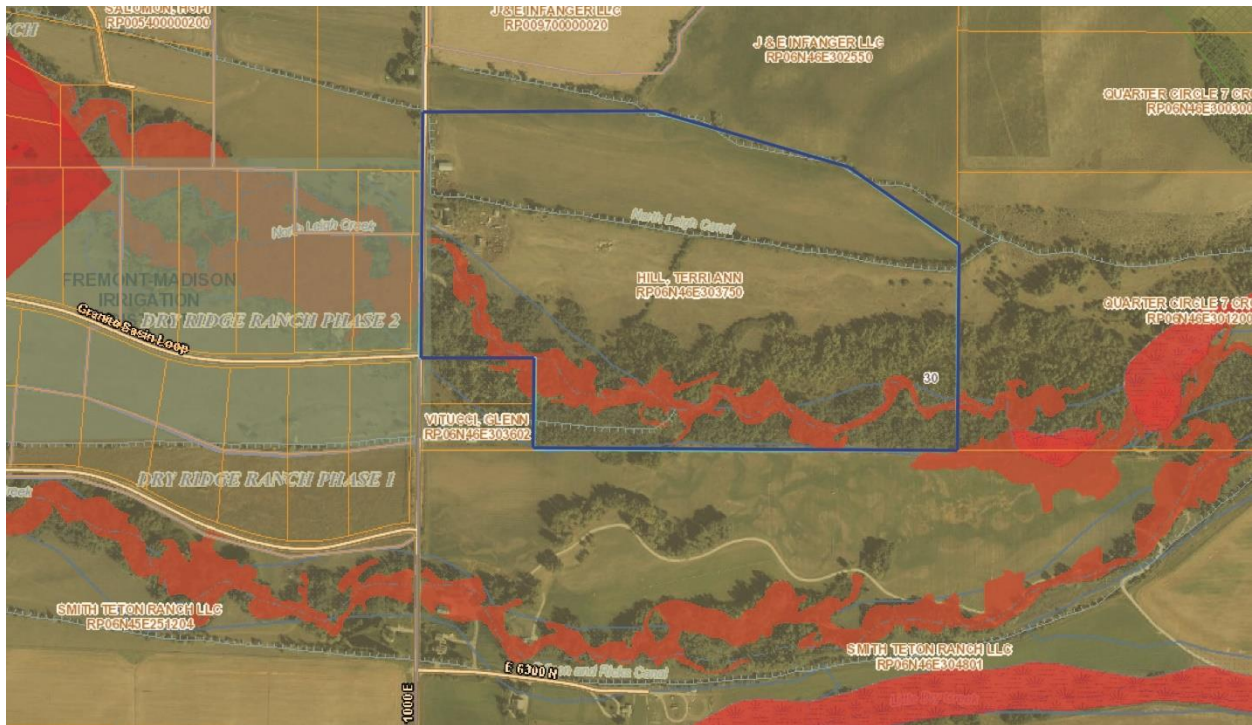 SALOMON, HOPI
RP005400000200
J & E INFANGER LLC
RP009700000020
J & E INFANGER LLC
RP06N46E302550
QUARTER CIRCLE 7 CR
RP06N46E300300
North Leigh Creek
North Leigh Canal
FREMONT-MADISON
IRRIGATION
HILL, TERRI ANN
RP06N46E303750
QUARTER CIRCLE 7 CR
RP06N46E301200
Granite Basin Loop
DRY RIDGE RANCH PHASE 2
30
VITUCCI, GLENN
RP06N46E303602
DRY RIDGE RANCH PHASE 1
SMITH TETON RANCH LLC
RP06N45E251204
SMITH TETON RANCH LLC
RP06N46E304801
E 6300 N
1000 E